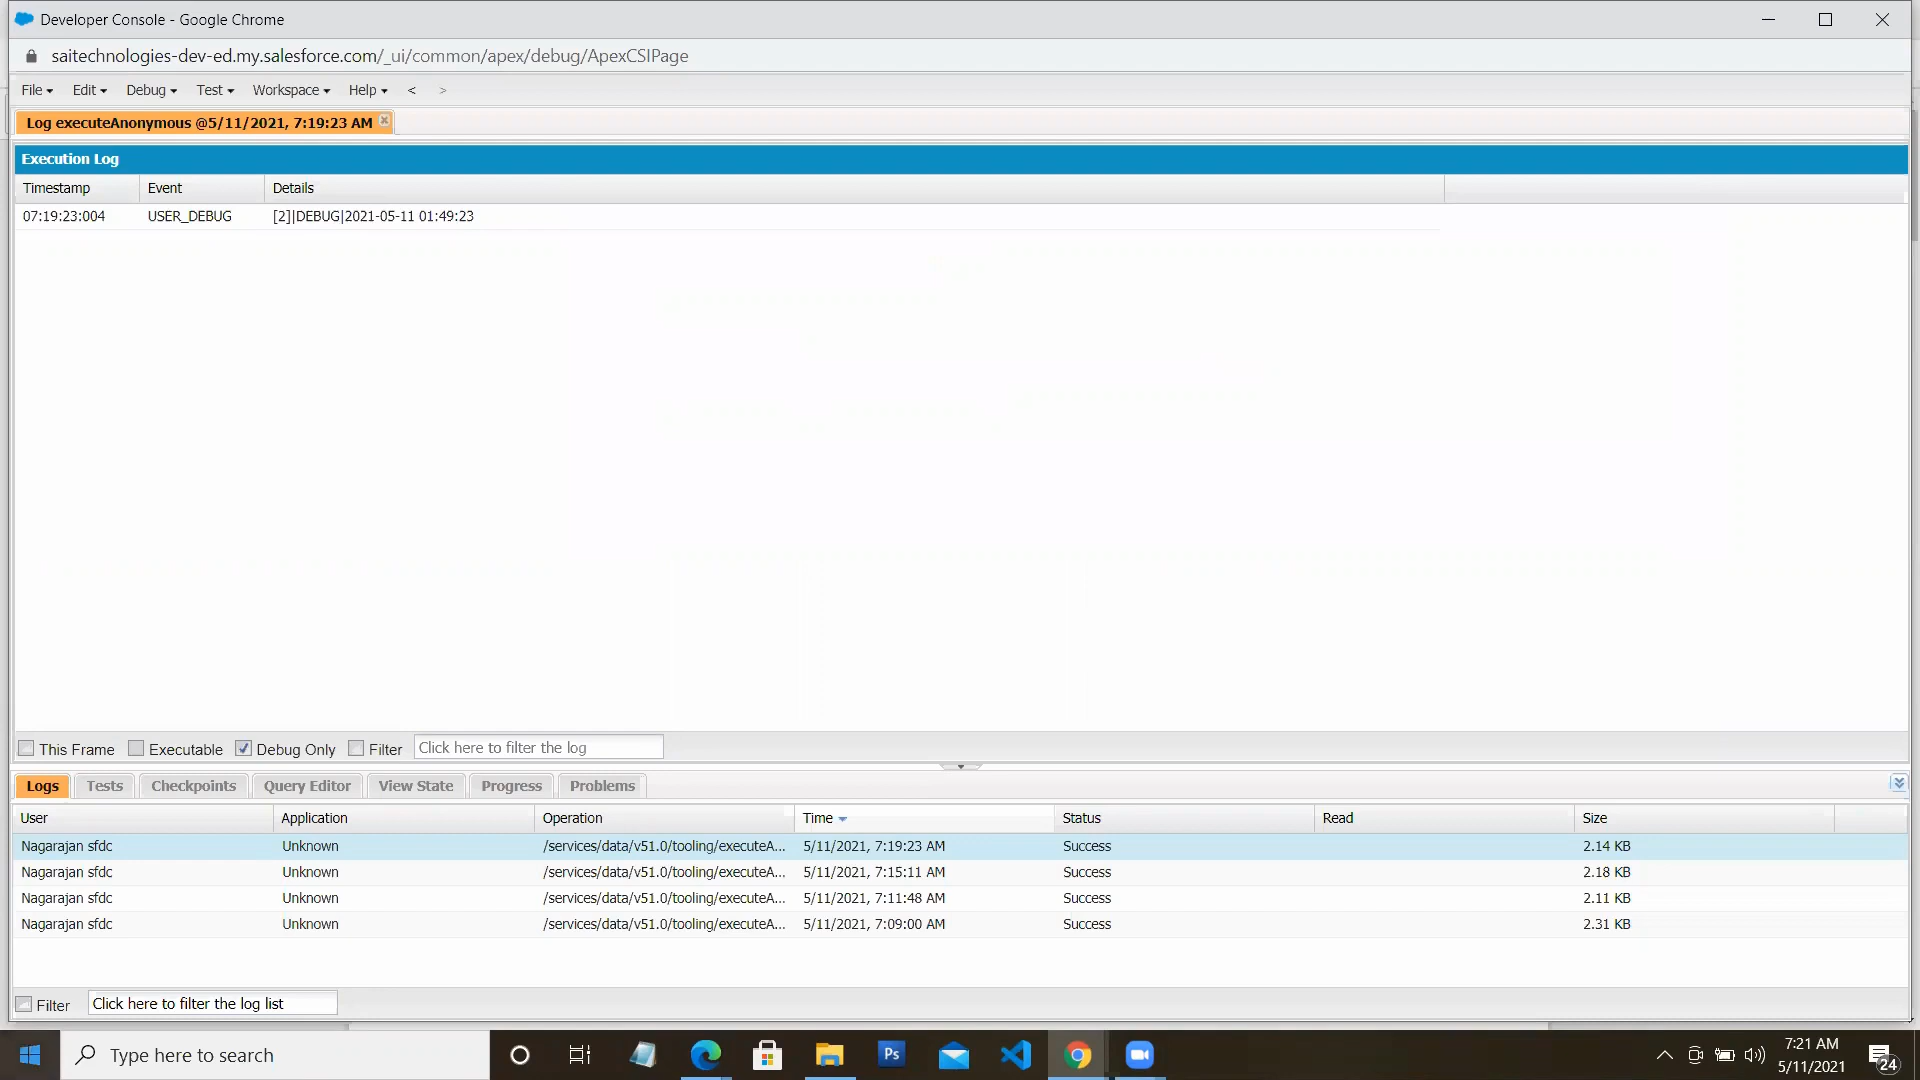 Developer Console - Google Chrome
saitechnologies-dev-ed.my.salesforce.com/_ui/common/apex/debug/ApexCSIPage
File Edit Debug Test Workspace Help < >
Log executeAnonymous @5/11/2021, 7:19:23 AM
Execution Log
Timestamp Event Details
07:19:23:004 USER_DEBUG [2]|DEBUG|2021-05-11 01:49:23
This Frame Executable Debug Only Filter Click here to filter the log
Logs Tests Checkpoints Query Editor View State Progress Problems
User Application Operation Time Status Read Size
Nagarajan sfdc Unknown /services/data/v51.0/tooling/executeA... 5/11/2021, 7:19:23 AM Success 2.14 KB
Nagarajan sfdc Unknown /services/data/v51.0/tooling/executeA... 5/11/2021, 7:15:11 AM Success 2.18 KB
Nagarajan sfdc Unknown /services/data/v51.0/tooling/executeA... 5/11/2021, 7:11:48 AM Success 2.11 KB
Nagarajan sfdc Unknown /services/data/v51.0/tooling/executeA... 5/11/2021, 7:09:00 AM Success 2.31 KB
Filter Click here to filter the log list
Type here to search
Ps
7:21 AM
5/11/2021
24